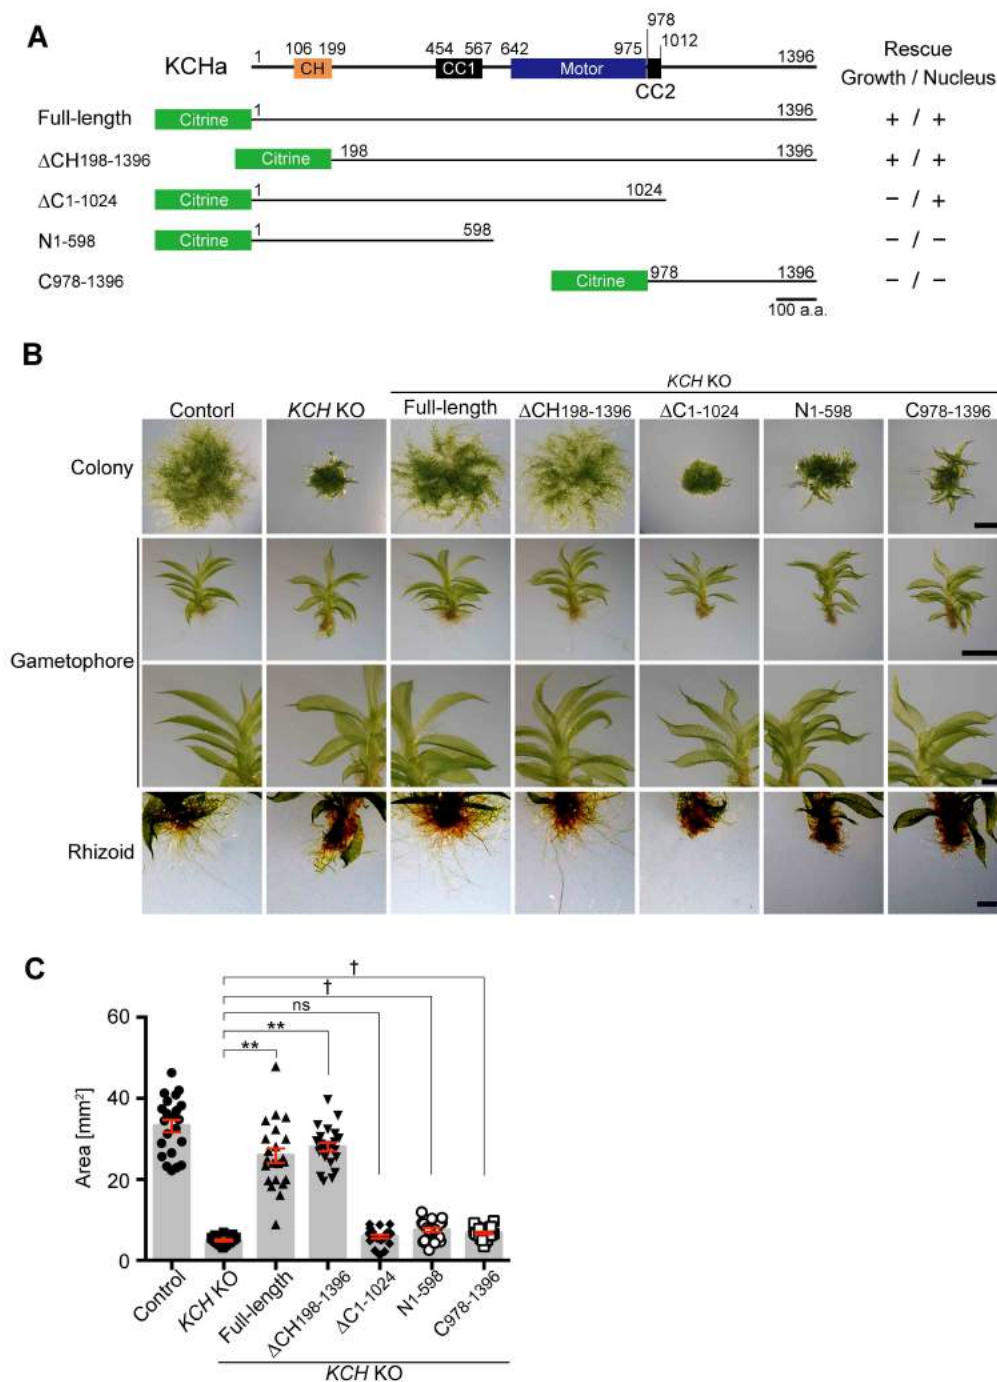 A
978
106 199 454 567 642 975 1012
1 1396
KCHa CH CC1 Motor
CC2
Rescue
Growth / Nucleus
Full-length Citrine 1 1396 + / +
ΔCH198-1396 Citrine 198 1396 + / +
ΔC1-1024 Citrine 1 1024 − / +
N1-598 Citrine 1 598 − / −
C978-1396 Citrine 978 1396 − / −
100 a.a.
B
KCH KO
Contorl KCH KO Full-length ΔCH198-1396 ΔC1-1024 N1-598 C978-1396
Colony
Gametophore
Rhizoid
C
†
†
ns
**
**
Area [mm²]
60
40
20
0
Control KCH KO Full-length ΔCH198-1396 ΔC1-1024 N1-598 C978-1396
KCH KO